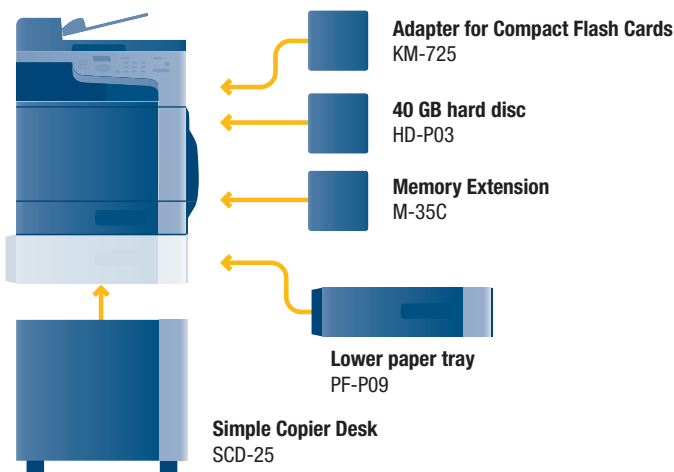 Adapter for Compact Flash Cards
KM-725
40 GB hard disc
HD-P03
Memory Extension
M-35C
Lower paper tray
PF-P09
Simple Copier Desk
SCD-25